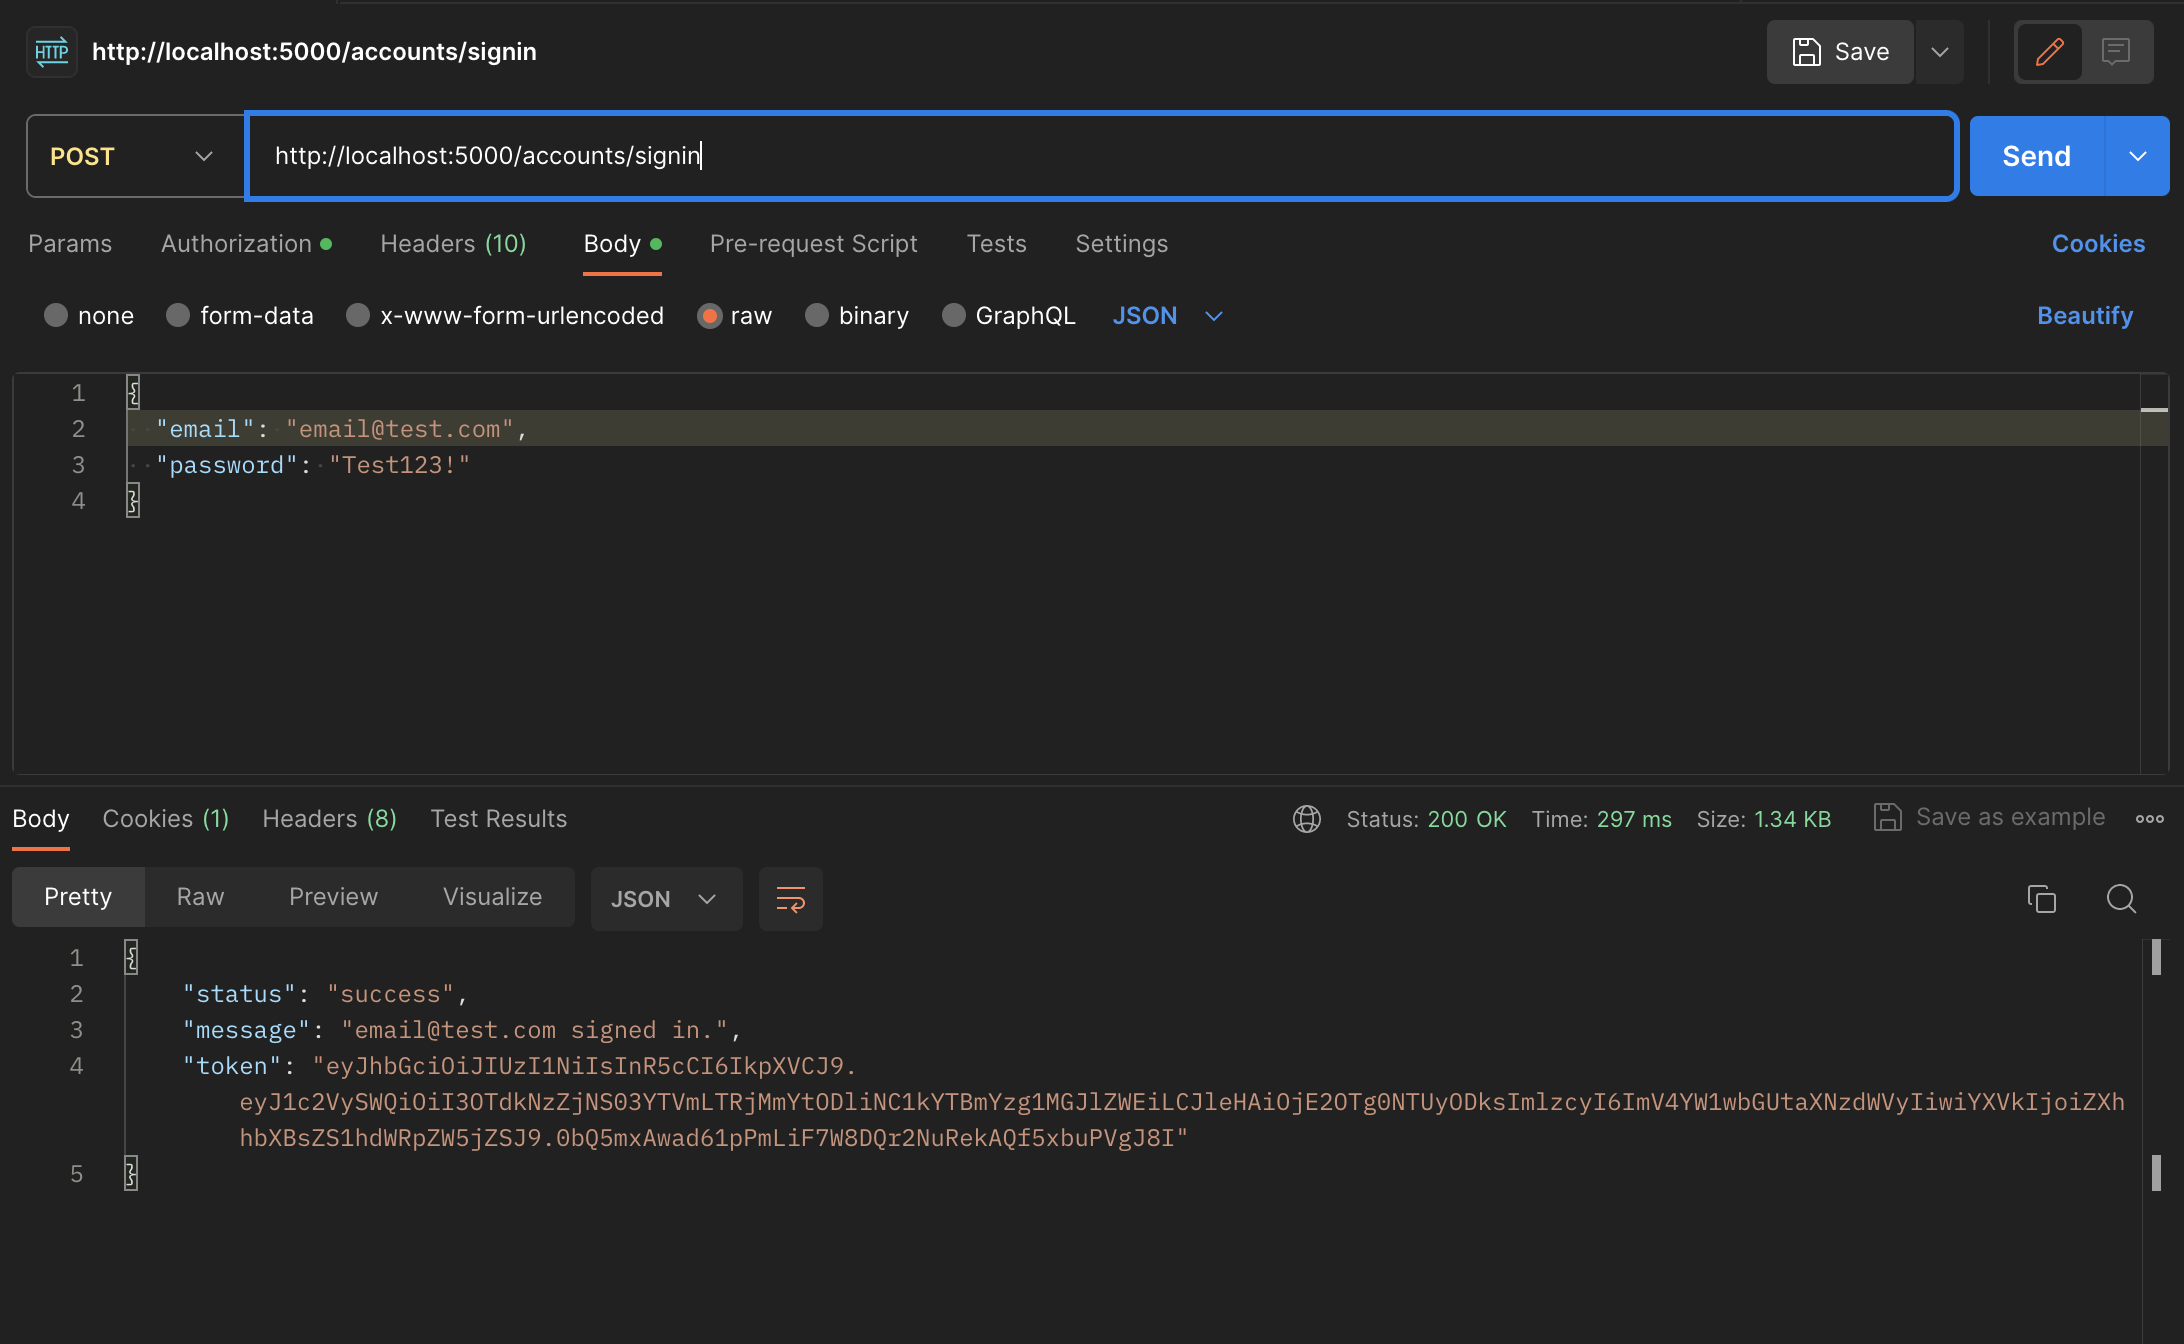 HTTP http://localhost:5000/accounts/signin Save
POST http://localhost:5000/accounts/signin Send
Params Authorization Headers (10) Body Pre-request Script Tests Settings Cookies
none form-data x-www-form-urlencoded raw binary GraphQL JSON Beautify
1 {
2 "email": "email@test.com",
3 "password": "Test123!"
4 }
Body Cookies (1) Headers (8) Test Results Status: 200 OK Time: 297 ms Size: 1.34 KB Save as example
Pretty Raw Preview Visualize JSON
1 {
2 "status": "success",
3 "message": "email@test.com signed in.",
4 "token": "eyJhbGciOiJIUzI1NiIsInR5cCI6IkpXVCJ9.
eyJ1c2VySWQiOiI3OTdkNzZjNS03YTVmLTRjMmYtODliNC1kYTBmYzg1MGJlZWEiLCJleHAiOjE2OTg0NTUyODksImlzcyI6ImV4YW1wbGUtaXNzdWVyIiwiYXVkIjoiZXh
hbXBsZS1hdWRpZW5jZSJ9.0bQ5mxAwad61pPmLiF7W8DQr2NuRekAQf5xbuPVgJ8I"
5 }